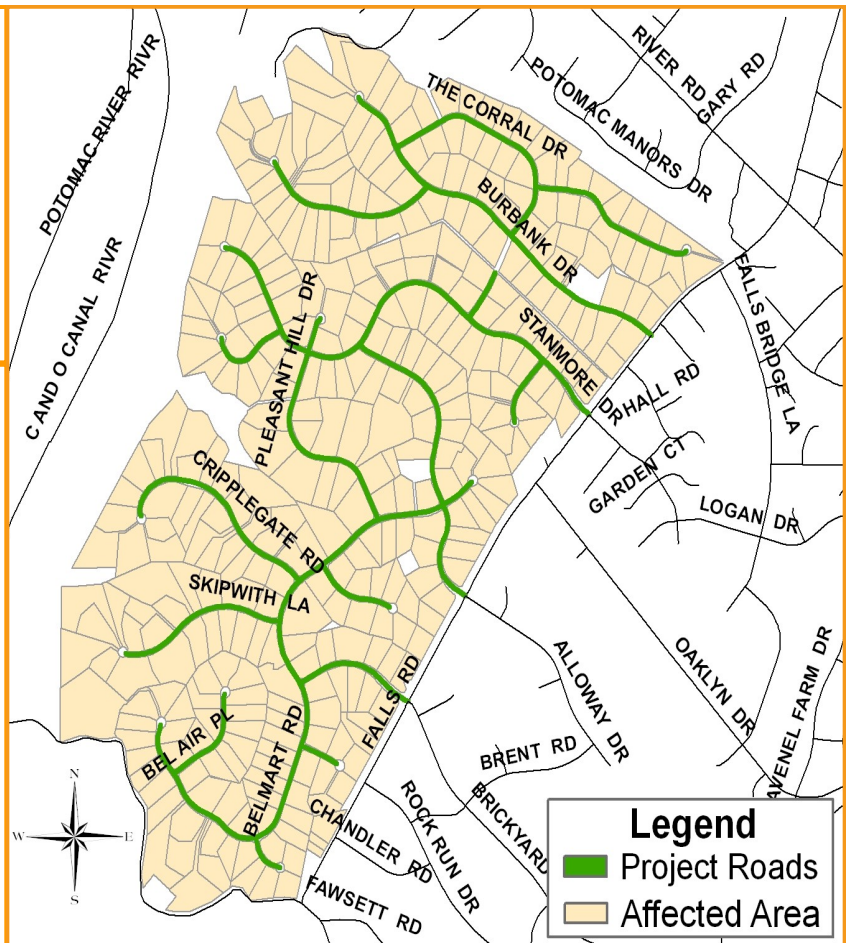 POTOMAC RIVER RIVR
C AND O CANAL RIVR
RIVER RD
GARY RD
POTOMAC MANORS DR
THE CORRAL DR
BURBANK DR
FALLS BRIDGE LA
PLEASANT HILL DR
STANMORE DR
HALL RD
GARDEN CT
LOGAN DR
CRIPPLEGATE RD
SKIPWITH LA
OAKLYN DR
AVENEL FARM DR
ALLOWAY DR
FALLS RD
BEL AIR PL
BELMART RD
BRENT RD
BRICKYARD
ROCK RUN DR
CHANDLER RD
FAWSETT RD
N
W
E
S
Legend
Project Roads
Affected Area